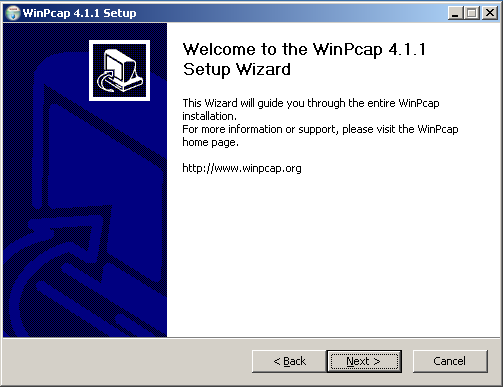 WinPcap 4.1.1 Setup
Welcome to the WinPcap 4.1.1
Setup Wizard
This Wizard will guide you through the entire WinPcap
installation.
For more information or support, please visit the WinPcap
home page.
http://www.winpcap.org
< Back
Next >
Cancel